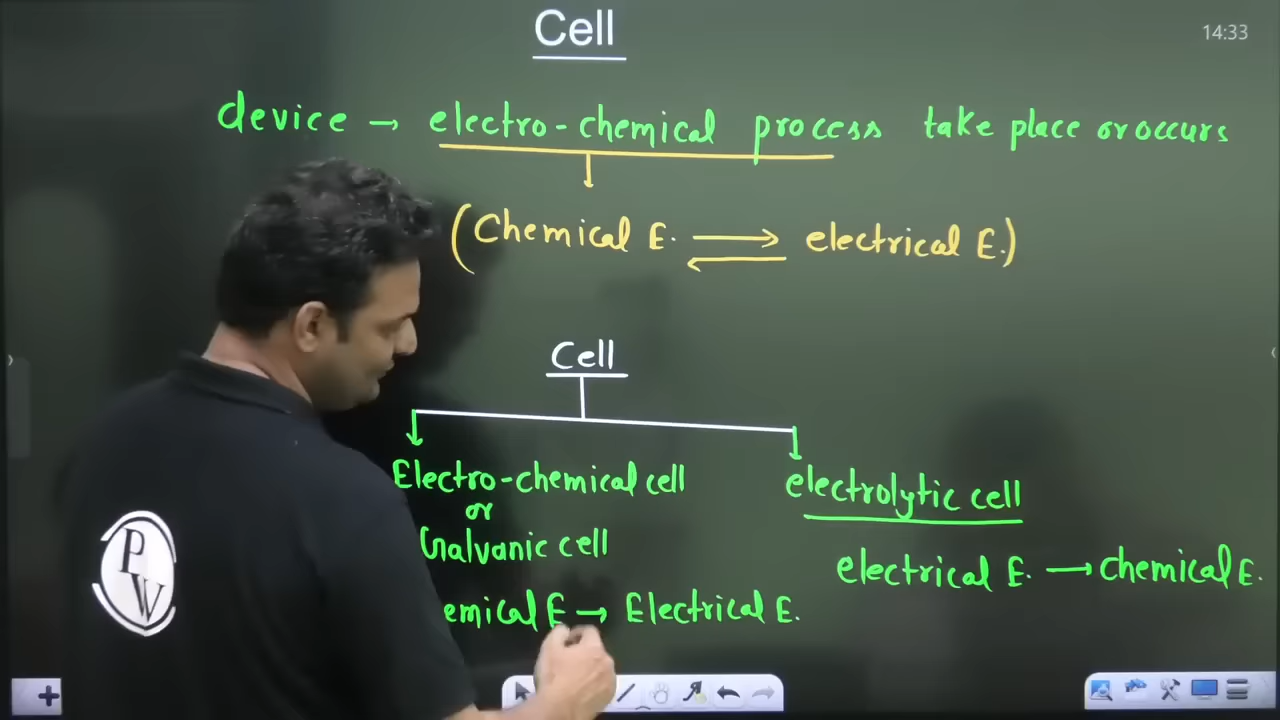 Cell
14:33
device → electro-chemical process take place or occurs
(Chemical E. ⇌ electrical E.)
Cell
Electro-chemical cell
or
Galvanic cell
electrolytic cell
electrical E. → chemical E.
emical E → Electrical E.
PW